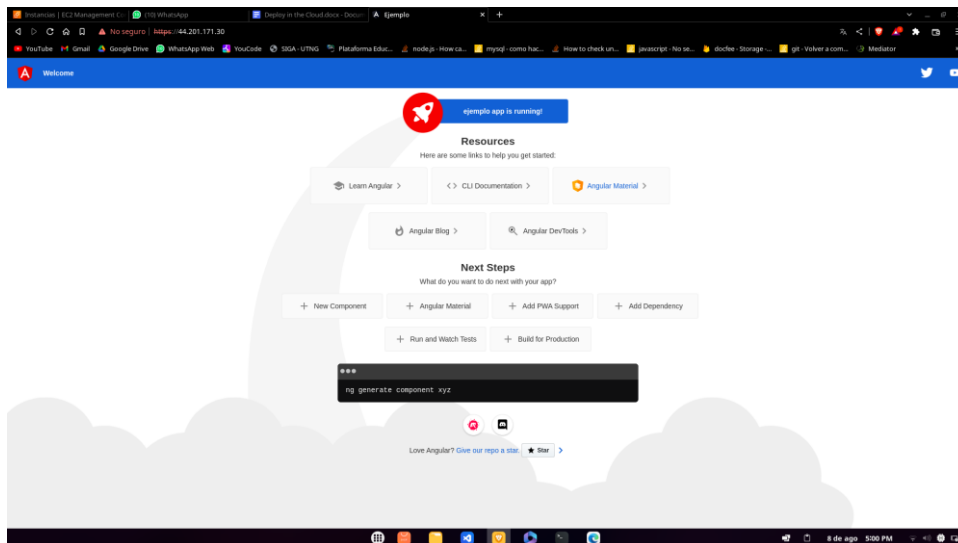 Instancias | EC2 Management Co
(10) WhatsApp
Deploy in the Cloud.docx - Docum
Ejemplo
No seguro | https://44.201.171.30
YouTube Gmail Google Drive WhatsApp Web YouCode SIGA - UTNG Plataforma Educ... node.js - How ca... mysql - como hac... How to check un... javascript - No se... docfee - Storage -... git - Volver a com... Mediator
Welcome
ejemplo app is running!
Resources
Here are some links to help you get started:
Learn Angular
CLI Documentation
Angular Material
Angular Blog
Angular DevTools
Next Steps
What do you want to do next with your app?
New Component
Angular Material
Add PWA Support
Add Dependency
Run and Watch Tests
Build for Production
ng generate component xyz
Love Angular? Give our repo a star. Star
8 de ago 5:00 PM